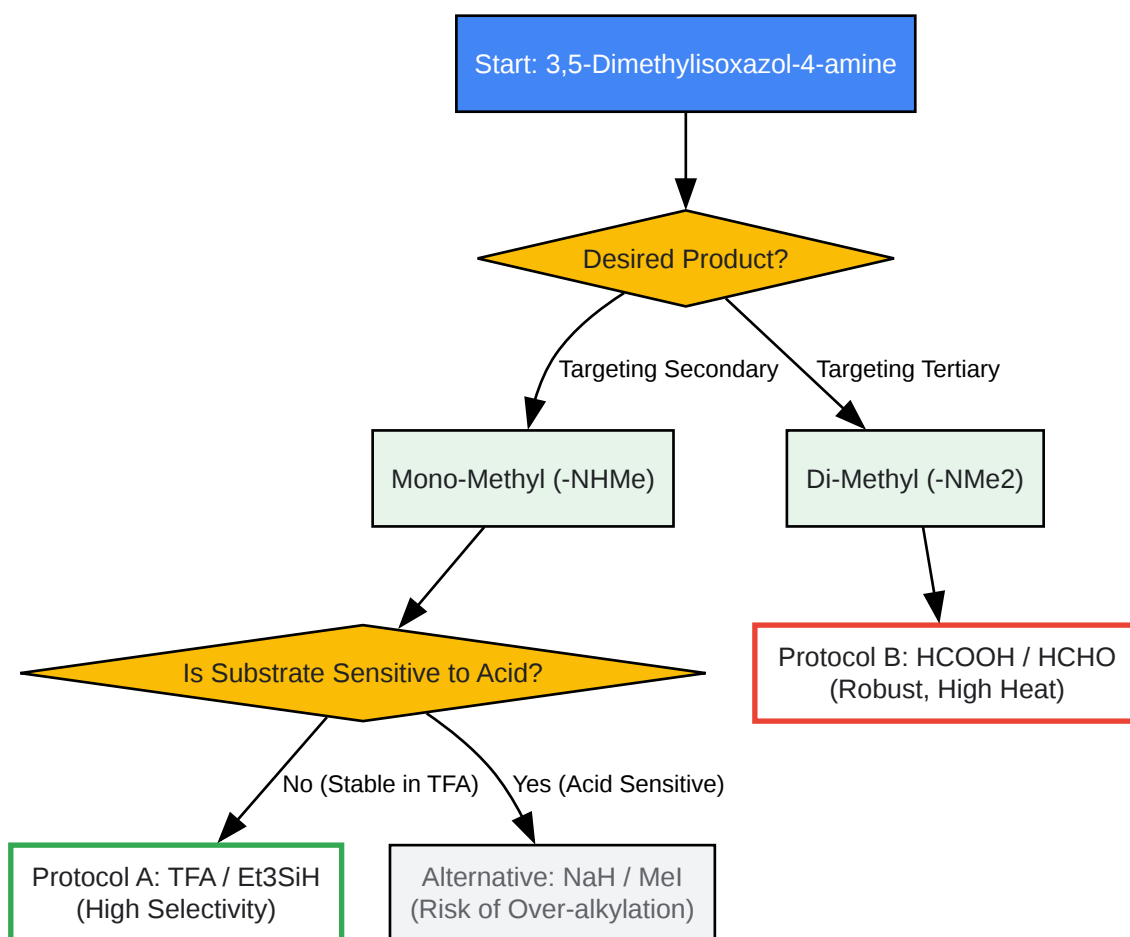 Start: 3,5-Dimethylisoxazol-4-amine
Desired Product?
Targeting Secondary
Targeting Tertiary
Mono-Methyl (-NHMe)
Di-Methyl (-NMe2)
Is Substrate Sensitive to Acid?
Protocol B: HCOOH / HCHO
(Robust, High Heat)
No (Stable in TFA)
Yes (Acid Sensitive)
Protocol A: TFA / Et3SiH
(High Selectivity)
Alternative: NaH / MeI
(Risk of Over-alkylation)